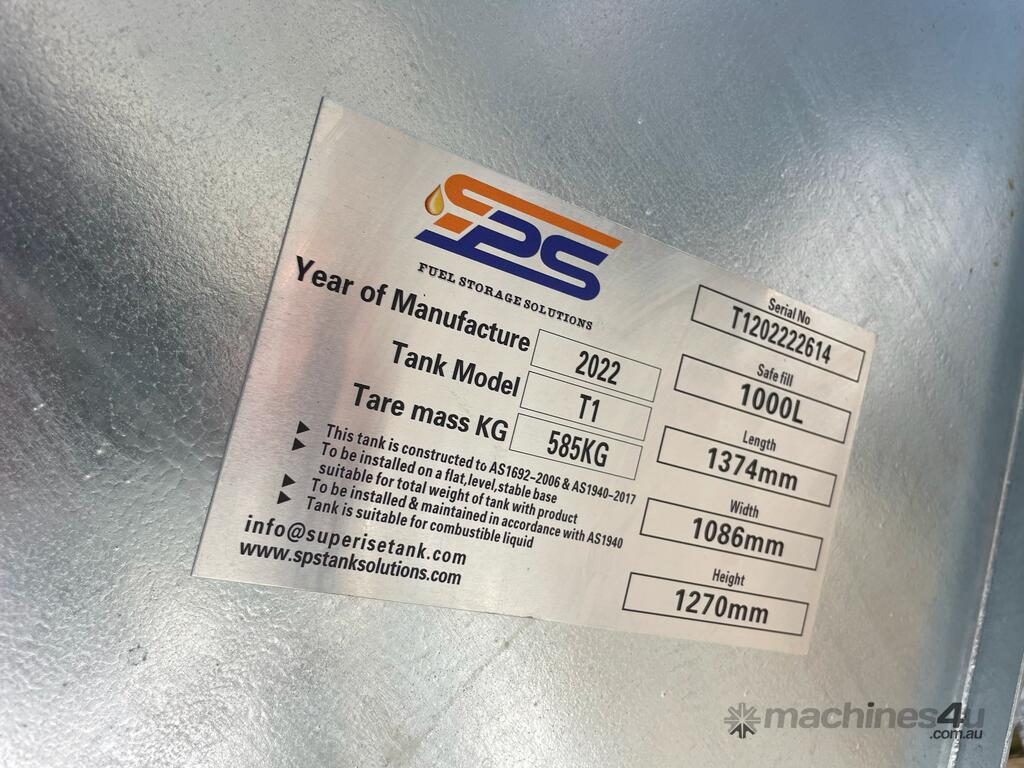 SPS
FUEL STORAGE SOLUTIONS
Year of Manufacture 2022
Tank Model T1
Tare mass KG 585KG
This tank is constructed to AS1692-2006 & AS1940-2017
To be installed on a flat,level,stable base
suitable for total weight of tank with product
To be installed & maintained in accordance with AS1940
Tank is suitable for combustible liquid
info@superisetank.com
www.spstanksolutions.com
Serial No
T1202222614
Safe fill
1000L
Length
1374mm
Width
1086mm
Height
1270mm
machines4u
.com.au